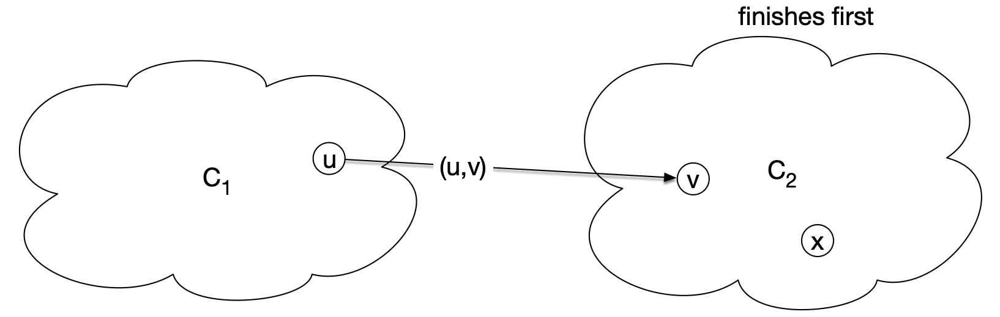 finishes first
u
(u,v)
v
C₁
C₂
x